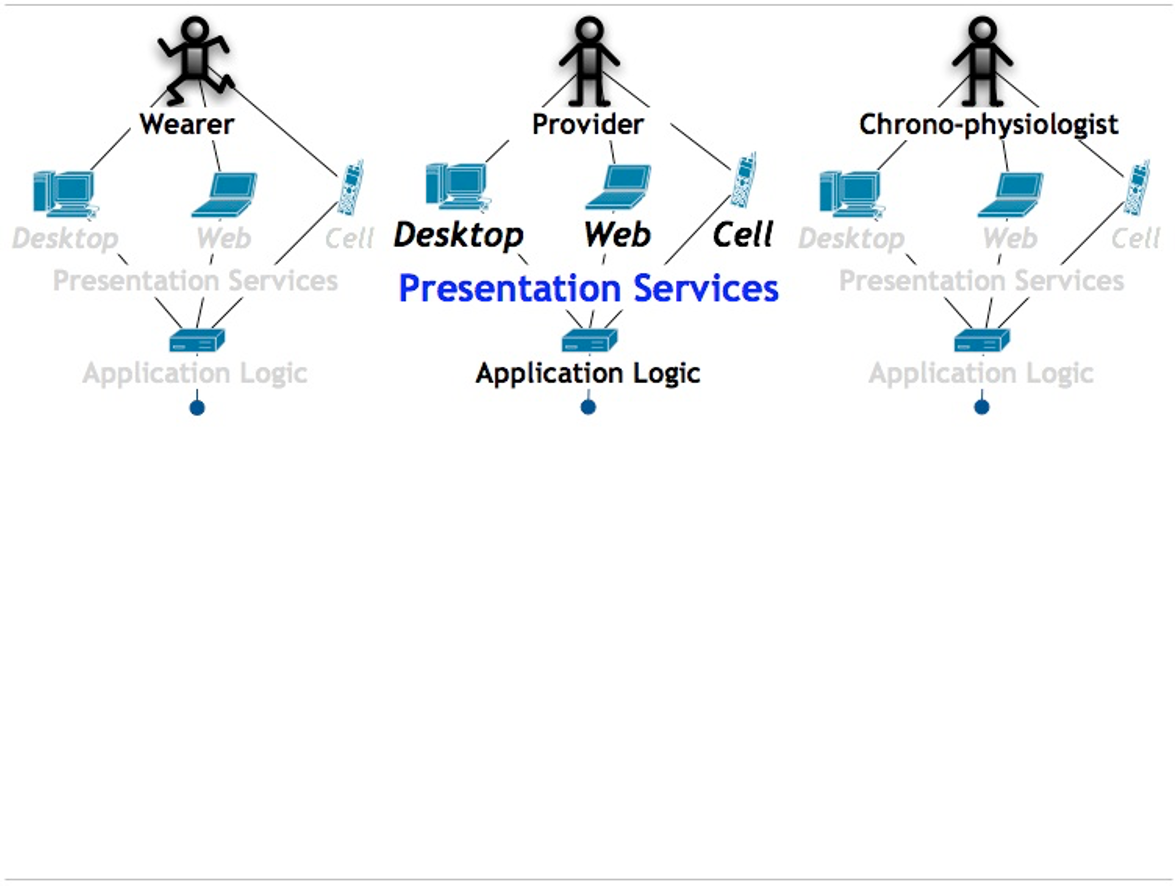 Wearer
Provider
Chrono-physiologist
Desktop Web Cell
Desktop Web Cell
Desktop Web Cell
Presentation Services
Presentation Services
Presentation Services
Application Logic
Application Logic
Application Logic